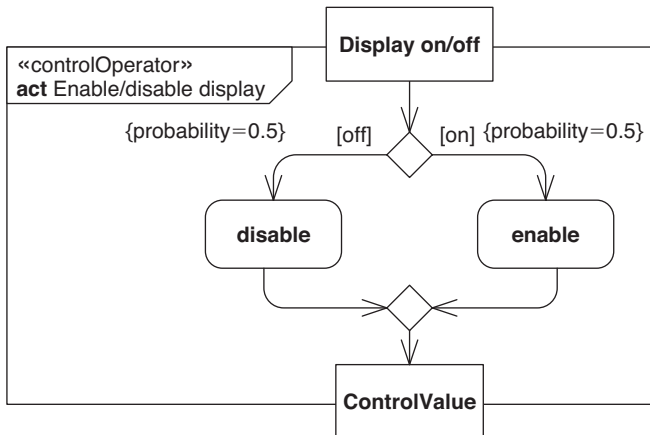 Display on/off
«controlOperator»
act Enable/disable display
{probability=0.5}
[off]
[on]
{probability=0.5}
disable
enable
ControlValue